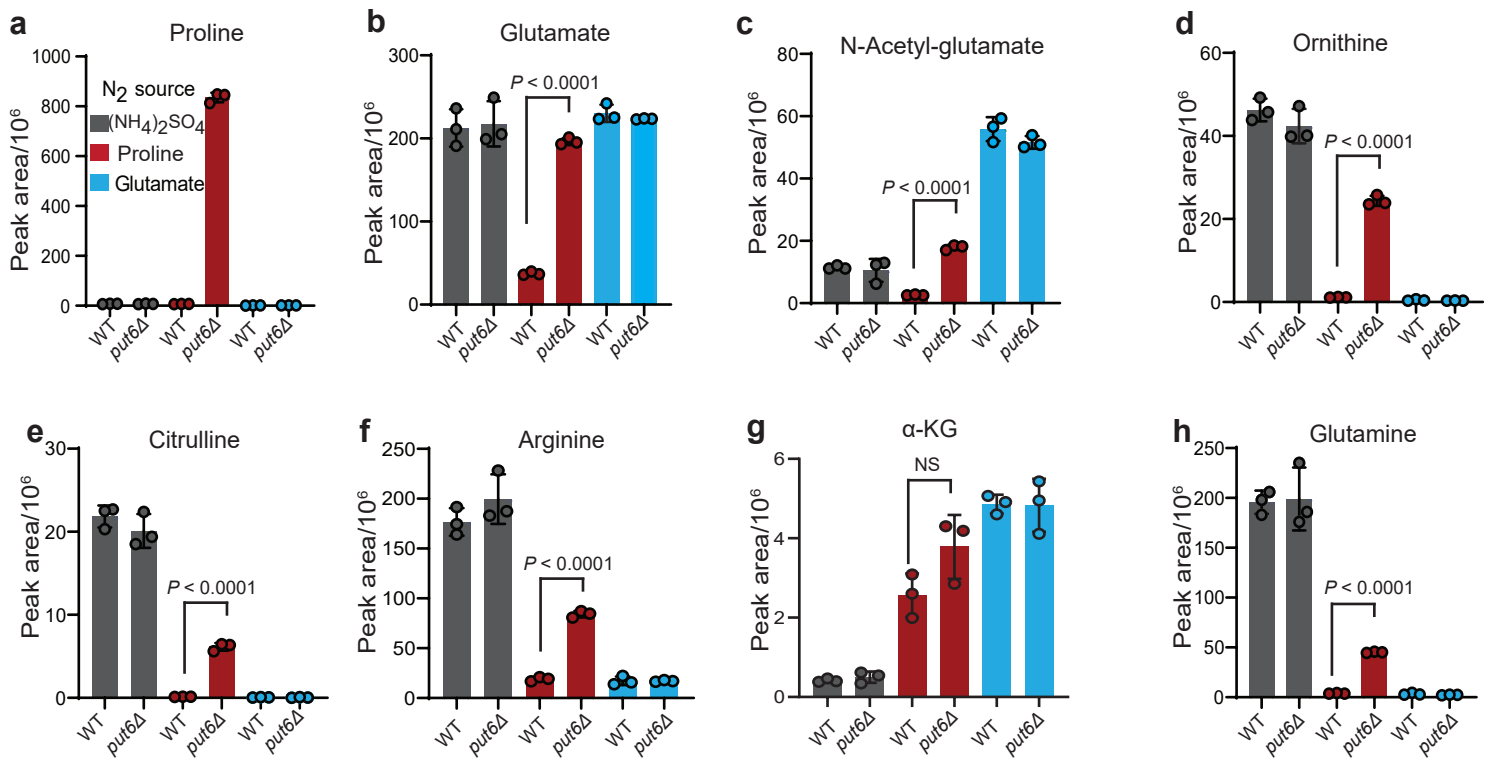 a
Proline
Peak area/10⁶
1000
800
600
400
200
0
N₂ source
(NH₄)₂SO₄
Proline
Glutamate
WT
put6Δ
WT
put6Δ
WT
put6Δ
b
Glutamate
Peak area/10⁶
300
200
100
0
P < 0.0001
WT
put6Δ
WT
put6Δ
WT
put6Δ
c
N-Acetyl-glutamate
Peak area/10⁶
80
60
40
20
0
P < 0.0001
WT
put6Δ
WT
put6Δ
WT
put6Δ
d
Ornithine
Peak area/10⁶
60
40
20
0
P < 0.0001
WT
put6Δ
WT
put6Δ
WT
put6Δ
e
Citrulline
Peak area/10⁶
30
20
10
0
P < 0.0001
WT
put6Δ
WT
put6Δ
WT
put6Δ
f
Arginine
Peak area/10⁶
250
200
150
100
50
0
P < 0.0001
WT
put6Δ
WT
put6Δ
WT
put6Δ
g
α-KG
Peak area/10⁶
6
4
2
0
NS
WT
put6Δ
WT
put6Δ
WT
put6Δ
h
Glutamine
Peak area/10⁶
250
200
150
100
50
0
P < 0.0001
WT
put6Δ
WT
put6Δ
WT
put6Δ